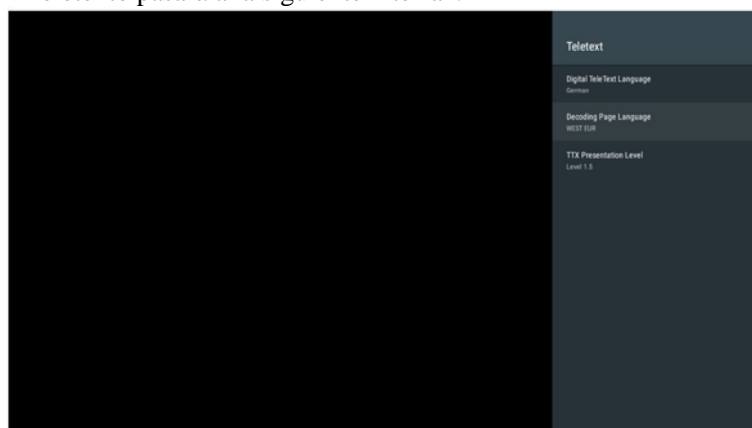 Teletext
Digital TeleText Language
German
Decoding Page Language
WEST EUR
TTX Presentation Level
Level 1.5